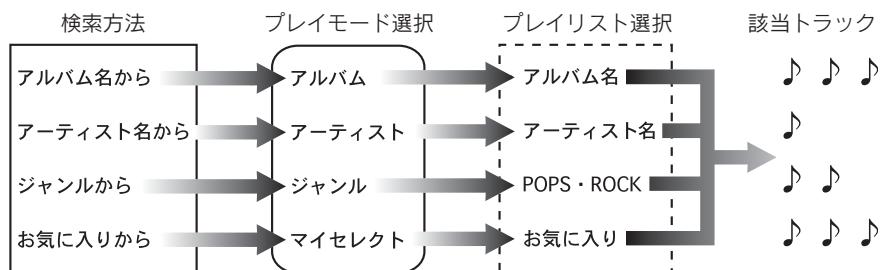 検索方法 プレイモード選択 プレイリスト選択 該当トラック
アルバム名から アルバム アルバム名
アーティスト名から アーティスト アーティスト名
ジャンルから ジャンル POPS・ROCK
お気に入りから マイセレクト お気に入り